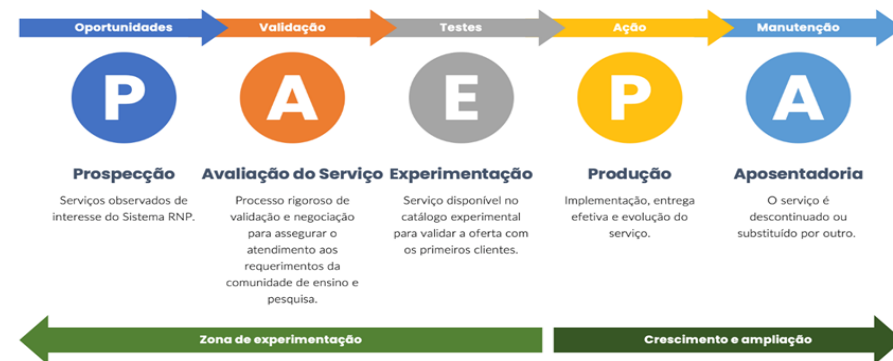 Oportunidades
Validação
Testes
Ação
Manutenção
P
A
E
P
A
Prospecção
Serviços observados de
interesse do Sistema RNP.
Avaliação do Serviço
Processo rigoroso de
validação e negociação
para assegurar o
atendimento aos
requerimentos da
comunidade de ensino e
pesquisa.
Experimentação
Serviço disponível no
catálogo experimental
para validar a oferta com
os primeiros clientes.
Produção
Implementação, entrega
efetiva e evolução do
serviço.
Aposentadoria
O serviço é
descontinuado ou
substituído por outro.
Zona de experimentação
Crescimento e ampliação